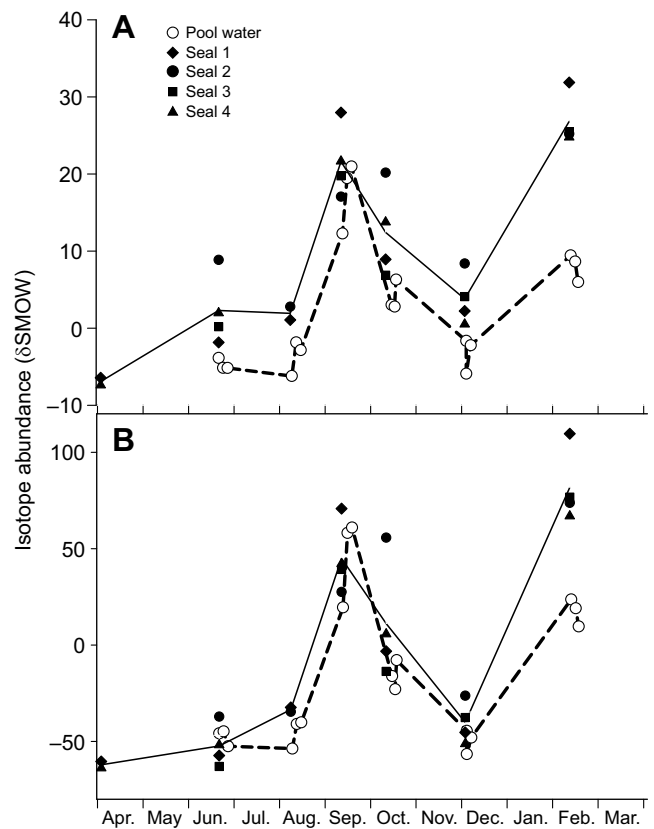 A
Pool water
Seal 1
Seal 2
Seal 3
Seal 4
40
30
20
10
0
–10
Isotope abundance (δSMOW)
B
100
50
0
–50
Apr. May Jun. Jul. Aug. Sep. Oct. Nov. Dec. Jan. Feb. Mar.